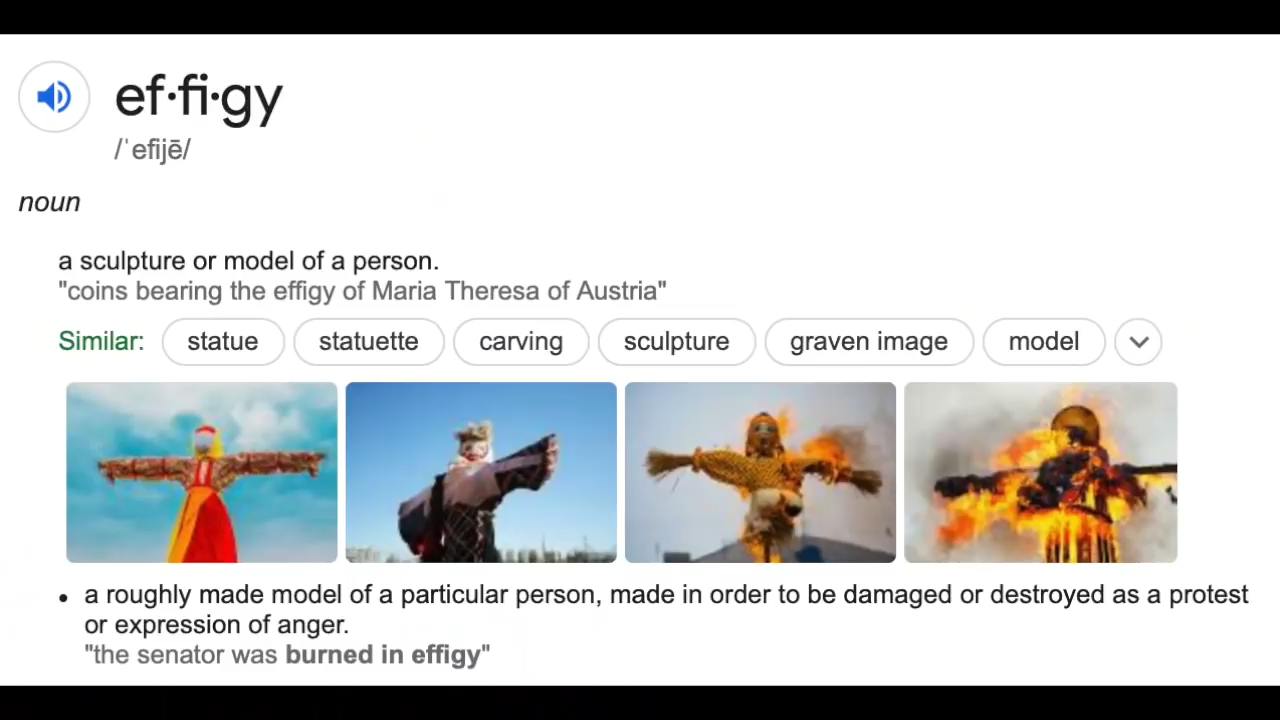 ef·fi·gy
/ˈefijē/
noun
a sculpture or model of a person.
"coins bearing the effigy of Maria Theresa of Austria"
Similar: statue statuette carving sculpture graven image model
• a roughly made model of a particular person, made in order to be damaged or destroyed as a protest
or expression of anger.
"the senator was burned in effigy"